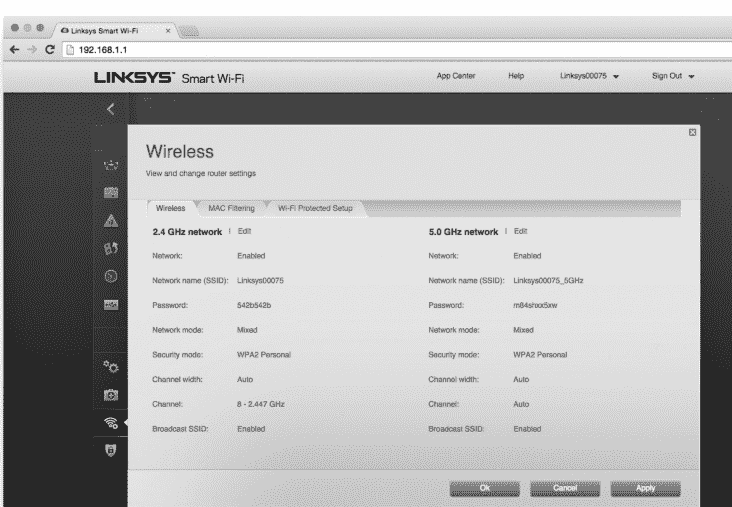 Linksys Smart Wi-Fi ×
192.168.1.1
LINKSYS Smart Wi-Fi App Center Help Linksys00075 Sign Out
Wireless
View and change router settings
Wireless MAC Filtering Wi-Fi Protected Setup
2.4 GHz network | Edit 5.0 GHz network | Edit
Network: Enabled Network: Enabled
Network name (SSID): Linksys00075 Network name (SSID): Linksys00075_5GHz
Password: 542b542b Password:
Network mode: Mixed Network mode: Mixed
Security mode: WPA2 Personal Security mode: WPA2 Personal
Channel width: Auto Channel width: Auto
Channel: 8 - 2.447 GHz Channel: Auto
Broadcast SSID: Enabled Broadcast SSID: Enabled
Ok Cancel Apply